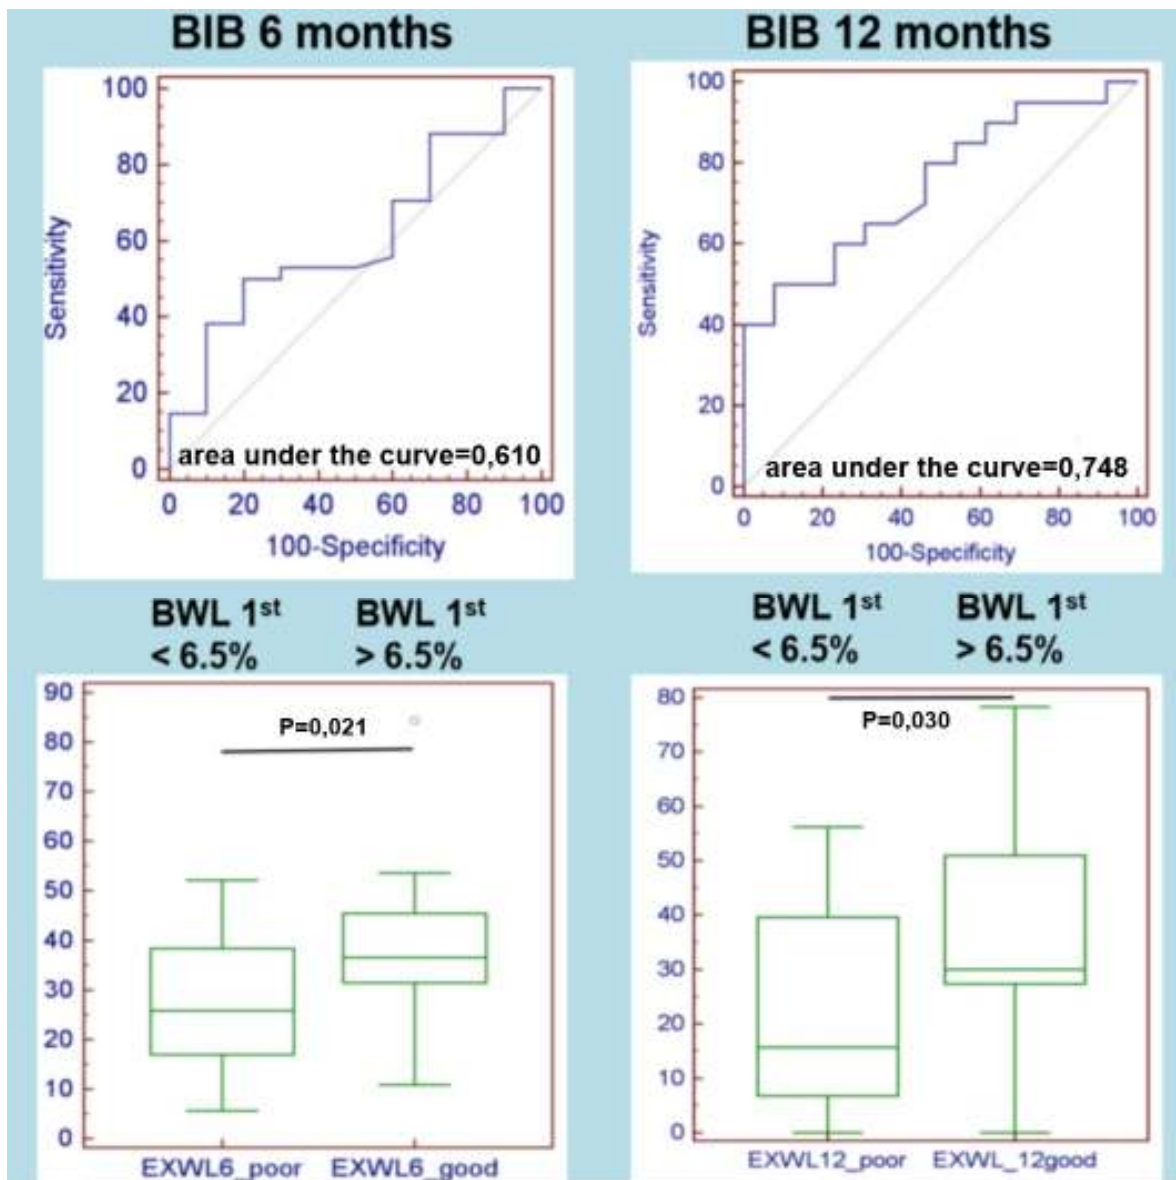 BIB 6 months
100
80
60
40
20
0
Sensitivity
area under the curve=0,610
0 20 40 60 80 100
100-Specificity
BIB 12 months
100
80
60
40
20
0
Sensitivity
area under the curve=0,748
0 20 40 60 80 100
100-Specificity
BWL 1st
< 6.5%
BWL 1st
> 6.5%
90
80
70
60
50
40
30
20
10
0
P=0,021
EXWL6_poor EXWL6_good
BWL 1st
< 6.5%
BWL 1st
> 6.5%
80
70
60
50
40
30
20
10
0
P=0,030
EXWL12_poor EXWL_12good